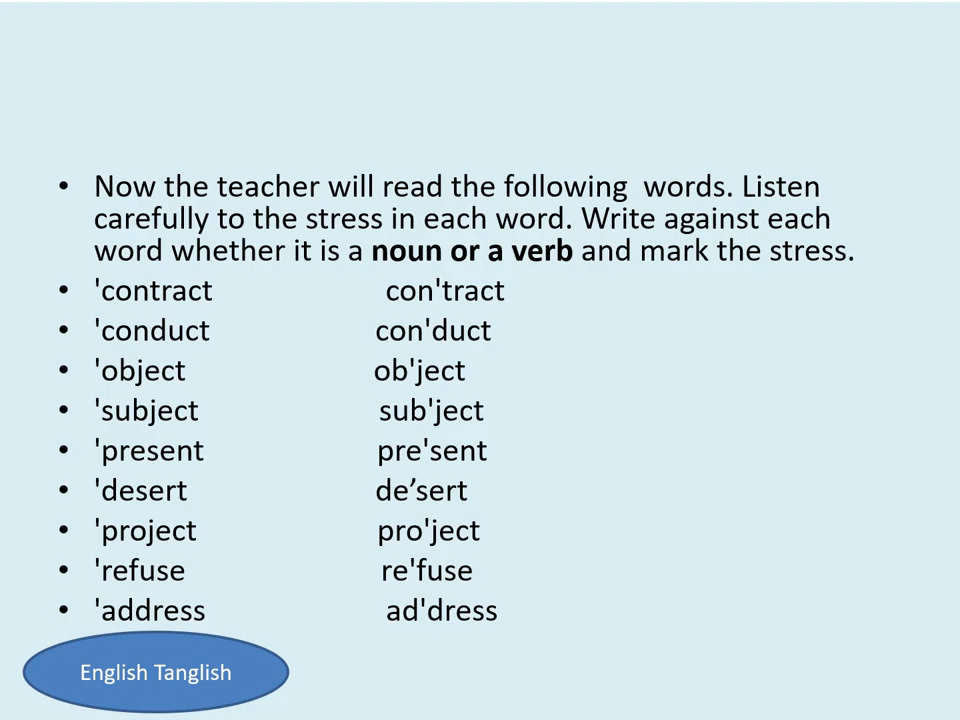 • Now the teacher will read the following  words. Listen
carefully to the stress in each word. Write against each
word whether it is a noun or a verb and mark the stress.
• 'contract con'tract
• 'conduct con'duct
• 'object ob'ject
• 'subject sub'ject
• 'present pre'sent
• 'desert de’sert
• 'project pro'ject
• 'refuse re'fuse
• 'address ad'dress
English Tanglish